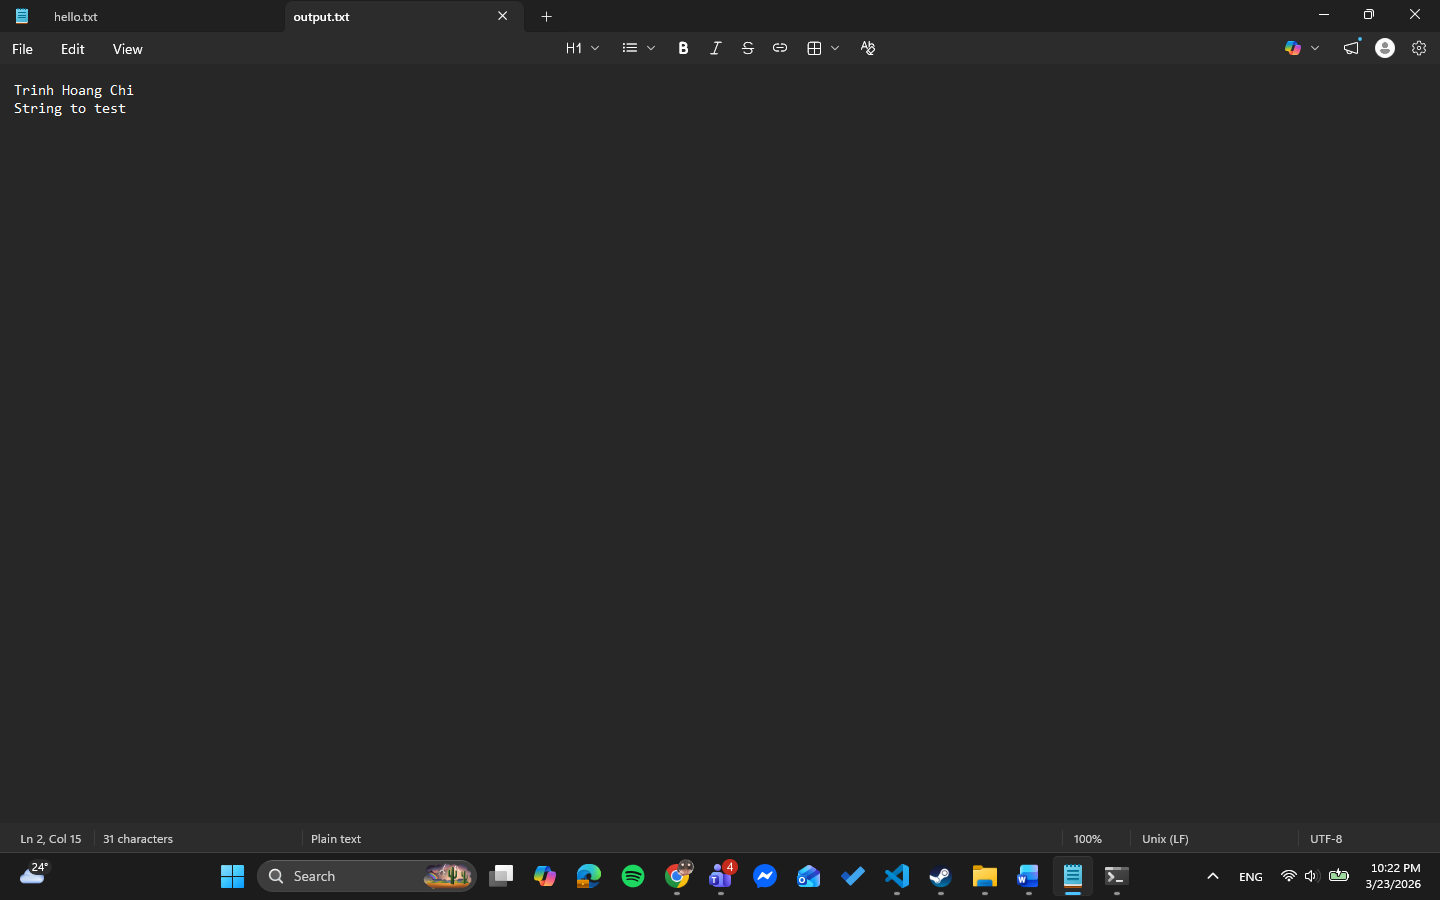 hello.txt
output.txt
File Edit View
H1
Trinh Hoang Chi
String to test
Ln 2, Col 15 31 characters Plain text 100% Unix (LF) UTF-8
24°
Search
4
ENG
10:22 PM
3/23/2026